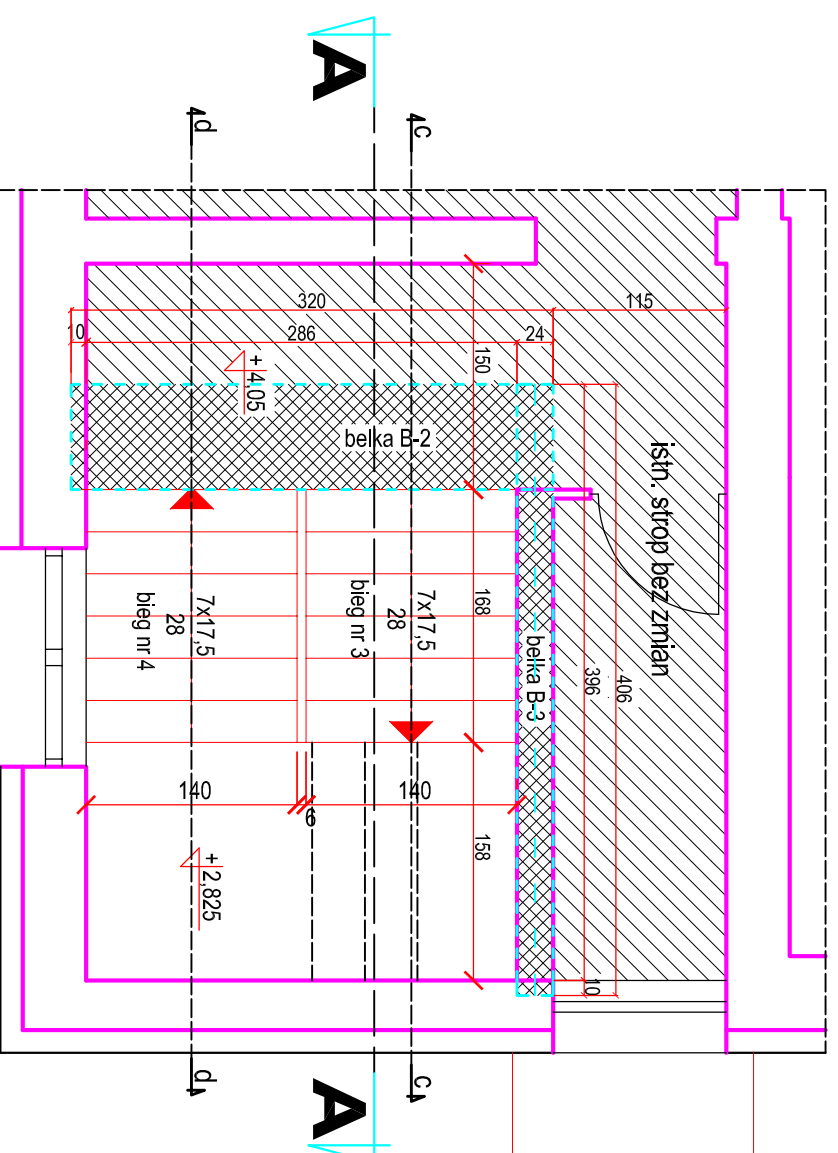 A
d
c
320
115
10
286
24
150
+ 4,05
belka B-2
istn. strop bez zmian
7x17,5
28
bieg nr 4
7x17,5
28
bieg nr 3
168
belka B-3
396
406
140
6
140
158
+ 2,825
10
d
c
A